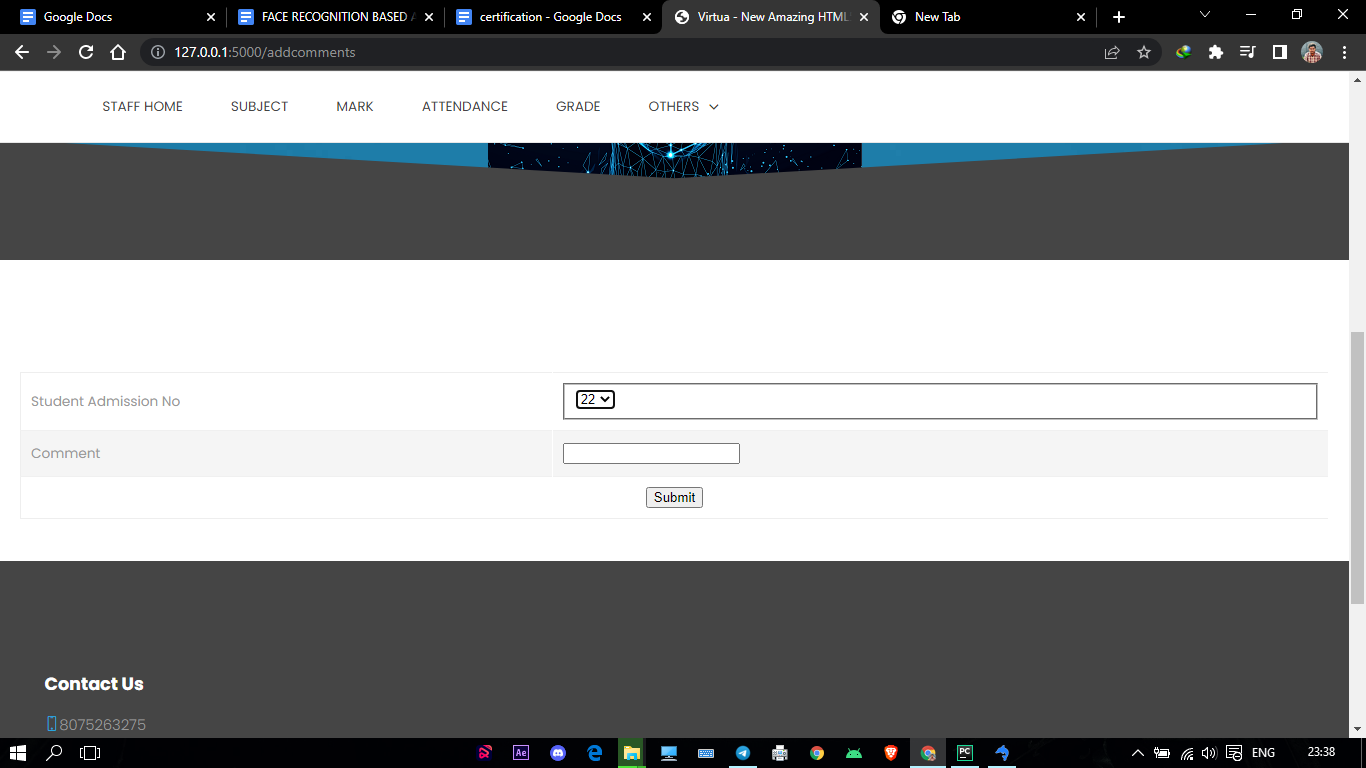 Google Docs
FACE RECOGNITION BASED
certification - Google Docs
Virtua - New Amazing HTML
New Tab
127.0.0.1:5000/addcomments
STAFF HOME
SUBJECT
MARK
ATTENDANCE
GRADE
OTHERS
Student Admission No
22
Comment
Submit
Contact Us
8075263275
Ae
PC
ENG
23:38